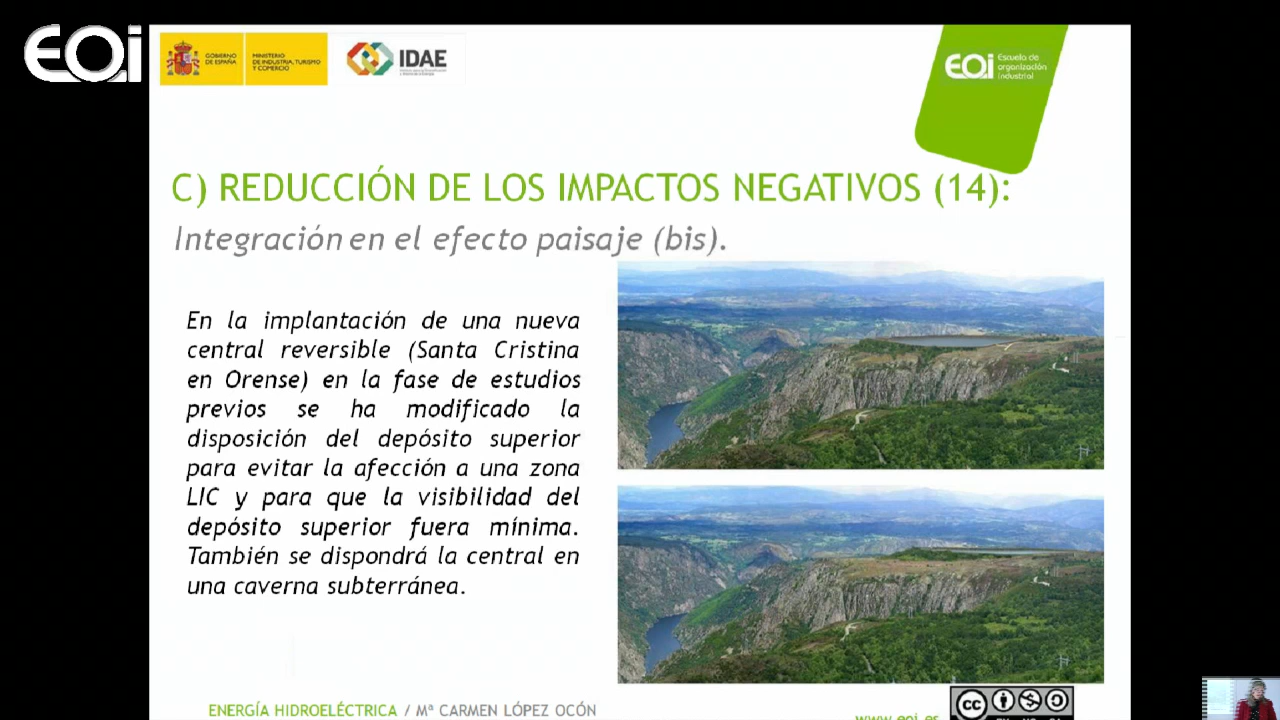 EOi
GOBIERNO
DE ESPAÑA
MINISTERIO
DE INDUSTRIA, TURISMO
Y COMERCIO
IDAE
EOi
Escuela de
organización
industrial
C) REDUCCIÓN DE LOS IMPACTOS NEGATIVOS (14):
Integración en el efecto paisaje (bis).
En la implantación de una nueva
central reversible (Santa Cristina
en Orense) en la fase de estudios
previos se ha modificado la
disposición del depósito superior
para evitar la afección a una zona
LIC y para que la visibilidad del
depósito superior fuera mínima.
También se dispondrá la central en
una caverna subterránea.
ENERGÍA HIDROELÉCTRICA / Mª CARMEN LÓPEZ OCÓN
www.eoi.es
cc